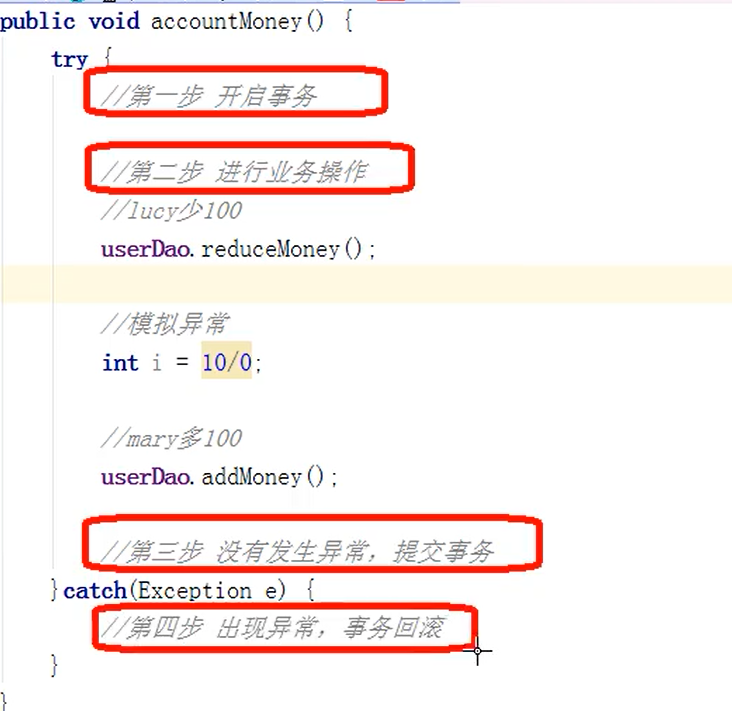 public void accountMoney() {
try {
//第一步 开启事务
//第二步 进行业务操作
//lucy少100
userDao.reduceMoney();
//模拟异常
int i = 10/0;
//mary多100
userDao.addMoney();
//第三步 没有发生异常，提交事务
}catch(Exception e) {
//第四步 出现异常，事务回滚
}
}